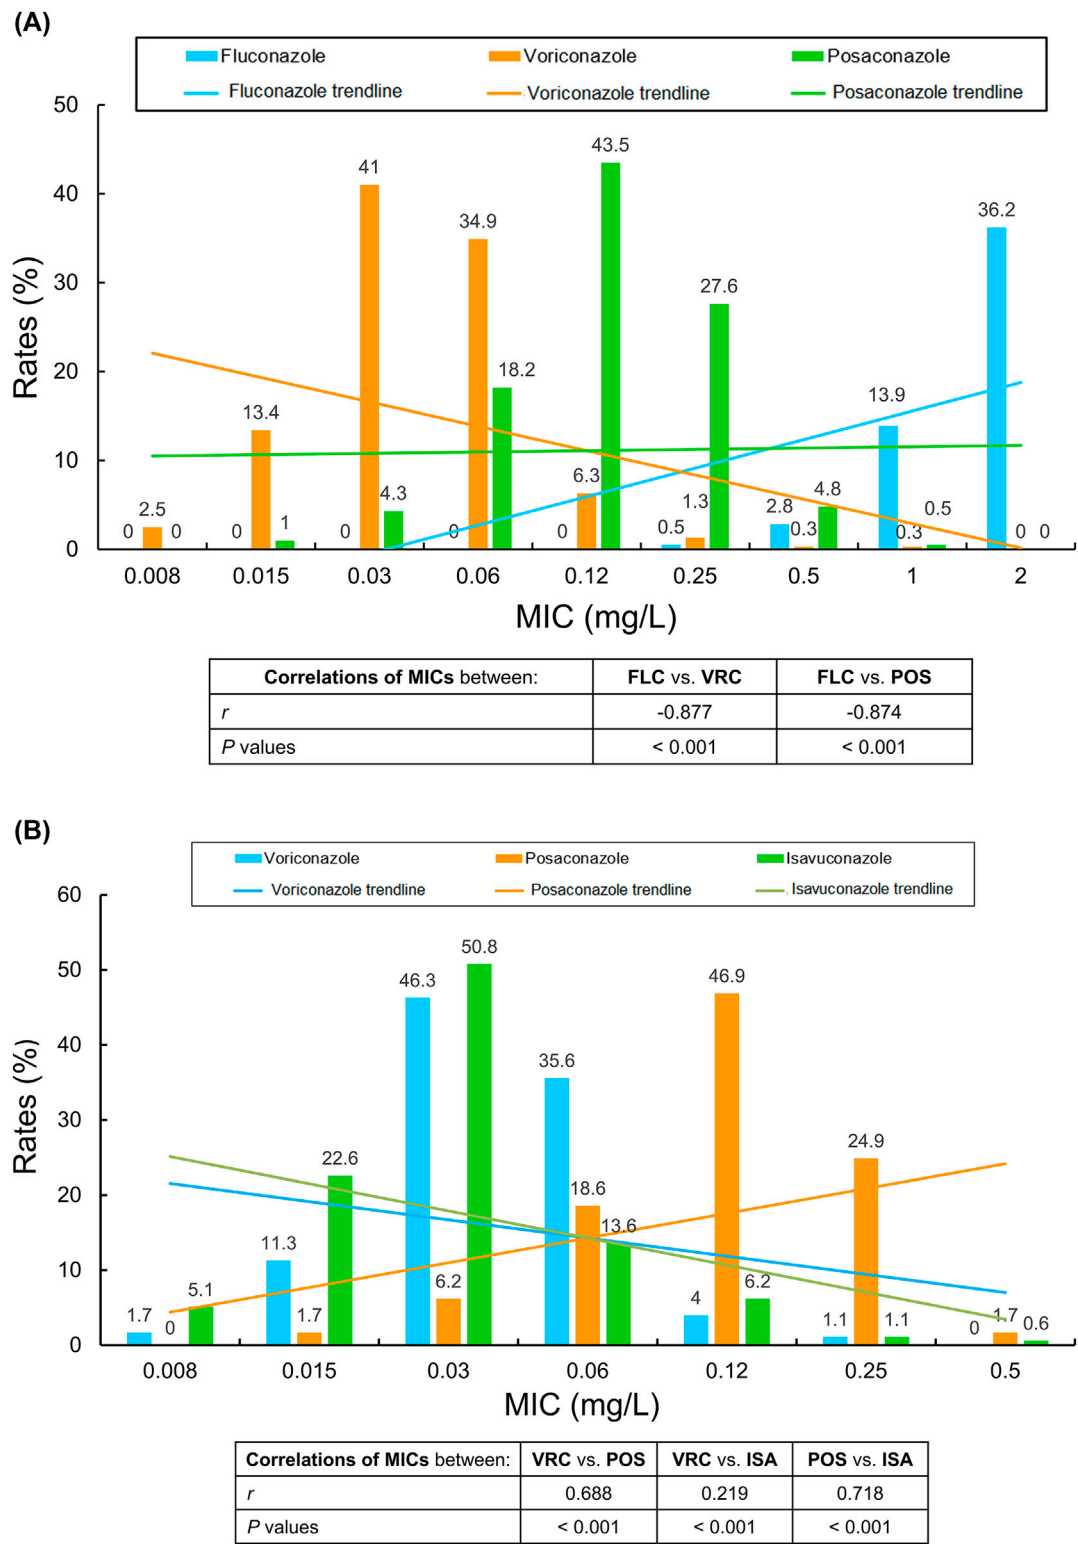 (A)
Fluconazole Voriconazole Posaconazole
Fluconazole trendline Voriconazole trendline Posaconazole trendline
50
40
30
20
10
0
Rates (%)
0 2.5 0
0 13.4 1
0 41 4.3
0 34.9 18.2
0 6.3 43.5
0.5 1.3 27.6
2.8 0.3 4.8
13.9 0.3 0.5
36.2 0 0
0.008 0.015 0.03 0.06 0.12 0.25 0.5 1 2
MIC (mg/L)
Correlations of MICs between: FLC vs. VRC FLC vs. POS
r -0.877 -0.874
P values < 0.001 < 0.001
(B)
Voriconazole Posaconazole Isavuconazole
Voriconazole trendline Posaconazole trendline Isavuconazole trendline
60
50
40
30
20
10
0
Rates (%)
1.7 0 5.1
11.3 1.7 22.6
46.3 6.2 50.8
35.6 18.6 13.6
4 46.9 6.2
1.1 24.9 1.1
0 1.7 0.6
0.008 0.015 0.03 0.06 0.12 0.25 0.5
MIC (mg/L)
Correlations of MICs between: VRC vs. POS VRC vs. ISA POS vs. ISA
r 0.688 0.219 0.718
P values < 0.001 < 0.001 < 0.001